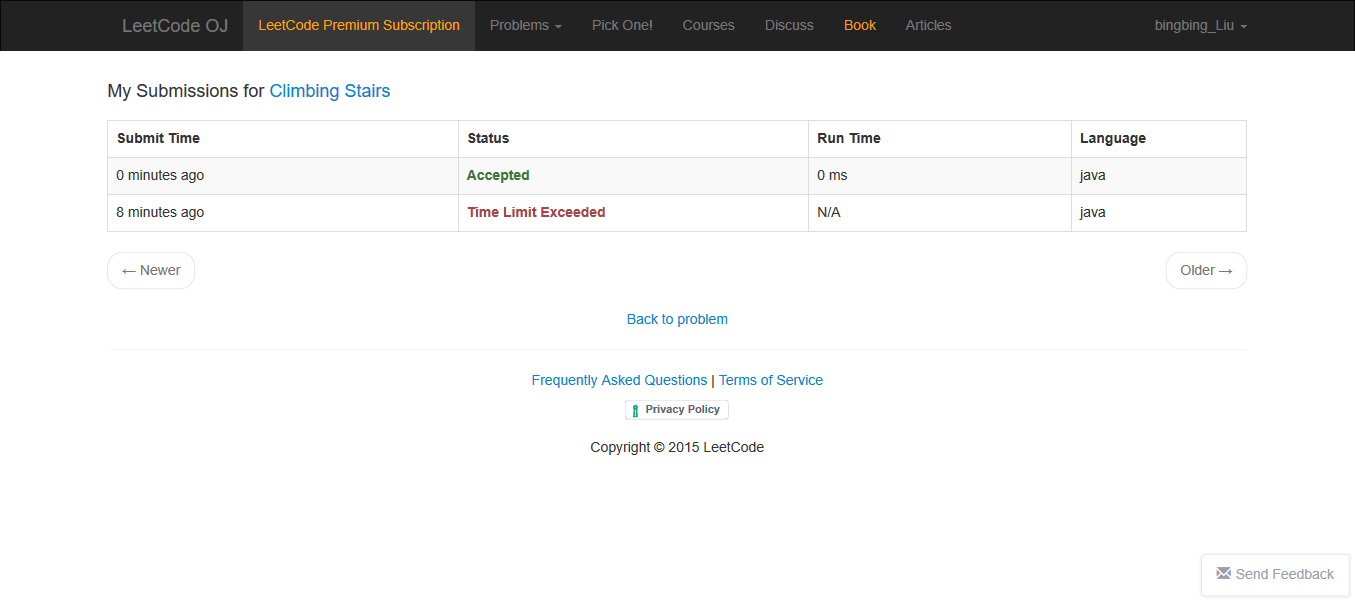 LeetCode OJ LeetCode Premium Subscription Problems Pick One! Courses Discuss Book Articles bingbing_Liu
My Submissions for Climbing Stairs
Submit Time Status Run Time Language
0 minutes ago Accepted 0 ms java
8 minutes ago Time Limit Exceeded N/A java
← Newer Older →
Back to problem
Frequently Asked Questions | Terms of Service
Privacy Policy
Copyright © 2015 LeetCode
Send Feedback